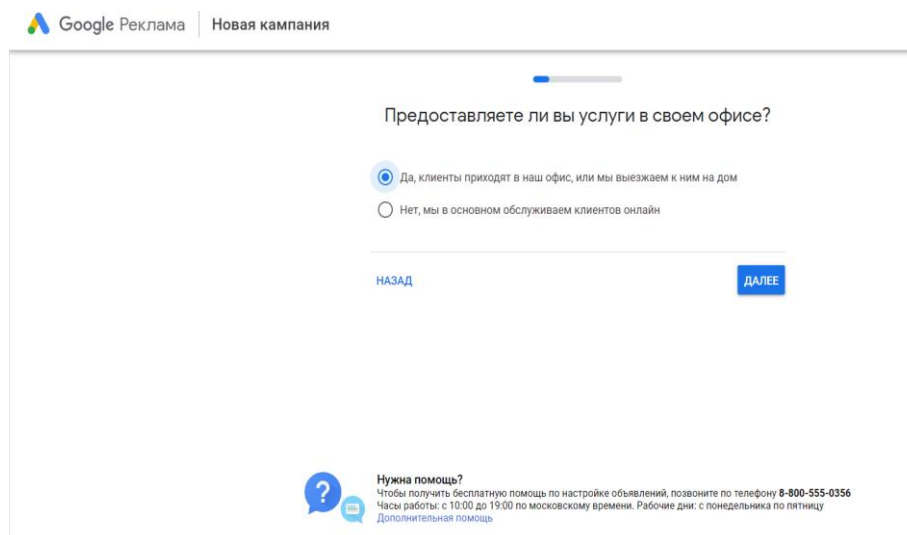 Google Реклама Новая кампания
Предоставляете ли вы услуги в своем офисе?
Да, клиенты приходят в наш офис, или мы выезжаем к ним на дом
Нет, мы в основном обслуживаем клиентов онлайн
НАЗАД ДАЛЕЕ
Нужна помощь?
Чтобы получить бесплатную помощь по настройке объявлений, позвоните по телефону 8-800-555-0356
Часы работы: с 10:00 до 19:00 по московскому времени. Рабочие дни: с понедельника по пятницу
Дополнительная помощь